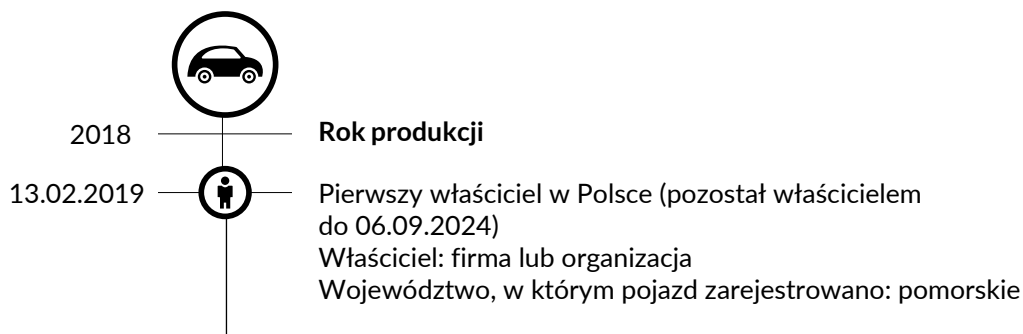 2018
Rok produkcji
13.02.2019
Pierwszy właściciel w Polsce (pozostał właścicielem
do 06.09.2024)
Właściciel: firma lub organizacja
Województwo, w którym pojazd zarejestrowano: pomorskie